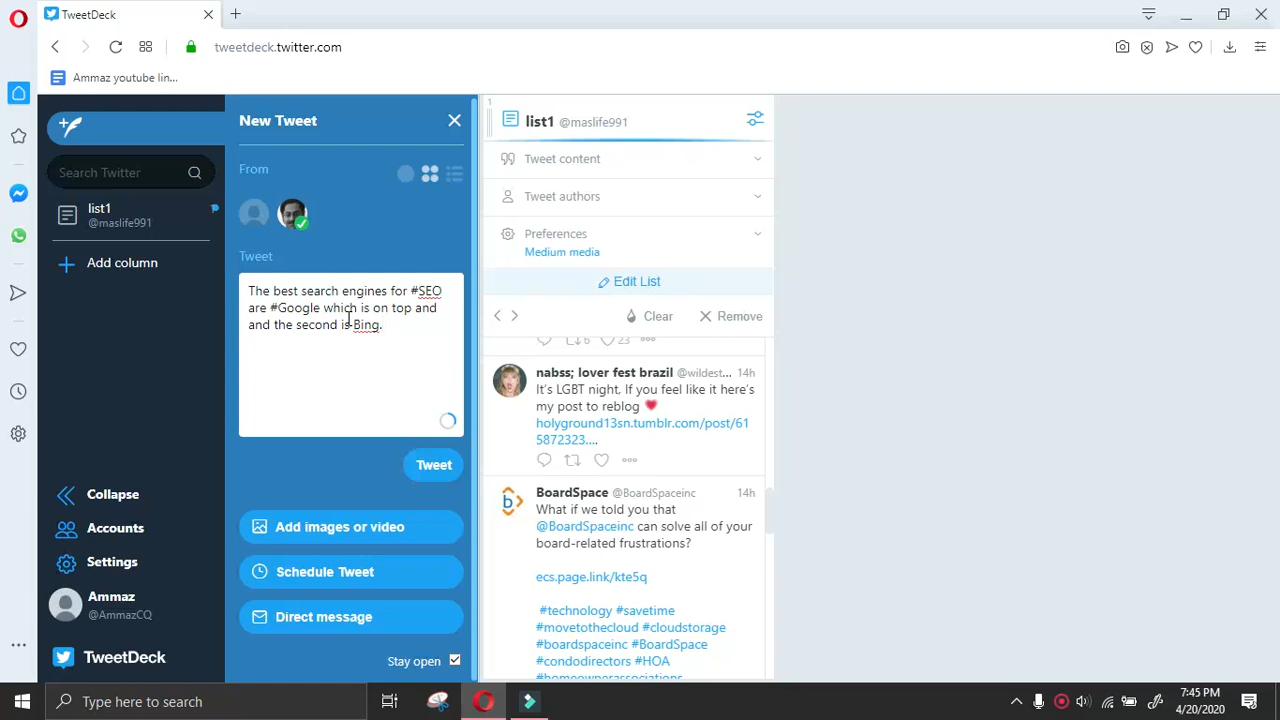 TweetDeck
tweetdeck.twitter.com
Ammaz youtube lin...
Search Twitter
list1
@maslife991
Add column
Collapse
Accounts
Settings
Ammaz
@AmmazCQ
TweetDeck
New Tweet
From
Tweet
The best search engines for #SEO
are #Google which is on top and
and the second is Bing.
Tweet
Add images or video
Schedule Tweet
Direct message
Stay open
1
list1 @maslife991
Tweet content
Tweet authors
Preferences
Medium media
Edit List
Clear
Remove
6 23
nabss; lover fest brazil @wildest... 14h
It's LGBT night, If you feel like it here's
my post to reblog
holyground13sn.tumblr.com/post/61
5872323....
BoardSpace @BoardSpaceinc 14h
What if we told you that
@BoardSpaceinc can solve all of your
board-related frustrations?
ecs.page.link/kte5q
#technology #savetime
#movetothecloud #cloudstorage
#boardspaceinc #BoardSpace
#condodirectors #HOA
#homeownerassociations
Type here to search
7:45 PM
4/20/2020